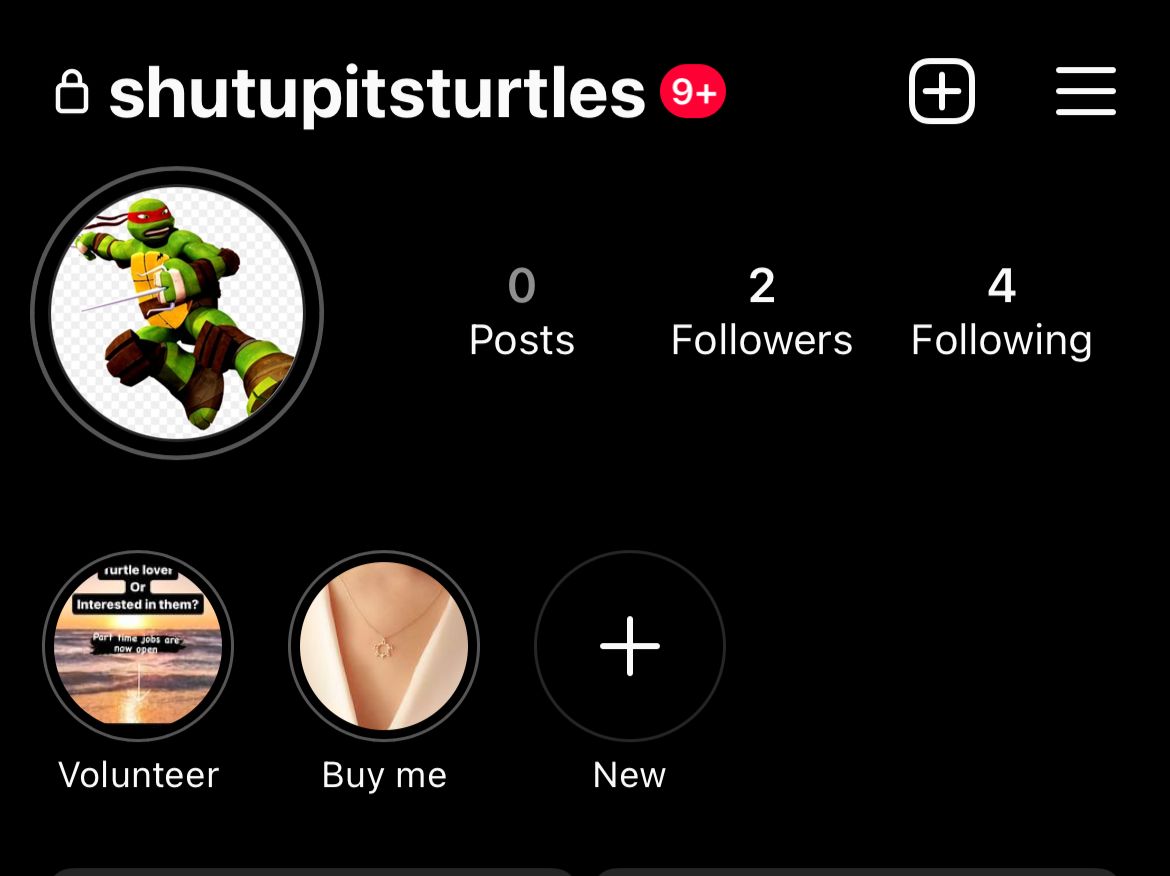 shutupitsturtles 9+
0 2 4
Posts Followers Following
Turtle lover
Or
Interested in them?
Part time jobs are
now open
Volunteer Buy me New